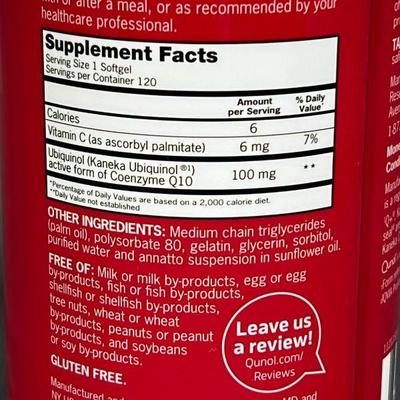 with or after a meal, or as recommended by your
healthcare professional.
Supplement Facts
Serving Size 1 Softgel
Servings per Container 120
Amount per Serving
% Daily Value*
Calories 6
Vitamin C (as ascorbyl palmitate) 6 mg 7%
Ubiquinol (Kaneka Ubiquinol®¹)
active form of Coenzyme Q10 100 mg **
*Percentage of Daily Values are based on a 2,000 calorie diet.
**Daily Value not established
OTHER INGREDIENTS: Medium chain triglycerides
(palm oil), polysorbate 80, gelatin, glycerin, sorbitol,
purified water and annatto suspension in sunflower oil.
FREE OF: Milk or milk by-products, egg or egg
by-products, fish or fish by-products,
shellfish or shellfish by-products,
tree nuts, wheat or wheat
by-products, peanuts or peanut
by-products, and soybeans
or soy by-products.
GLUTEN FREE.
Leave us
a review!
Qunol.com/
Reviews
Manufactured and
MD and